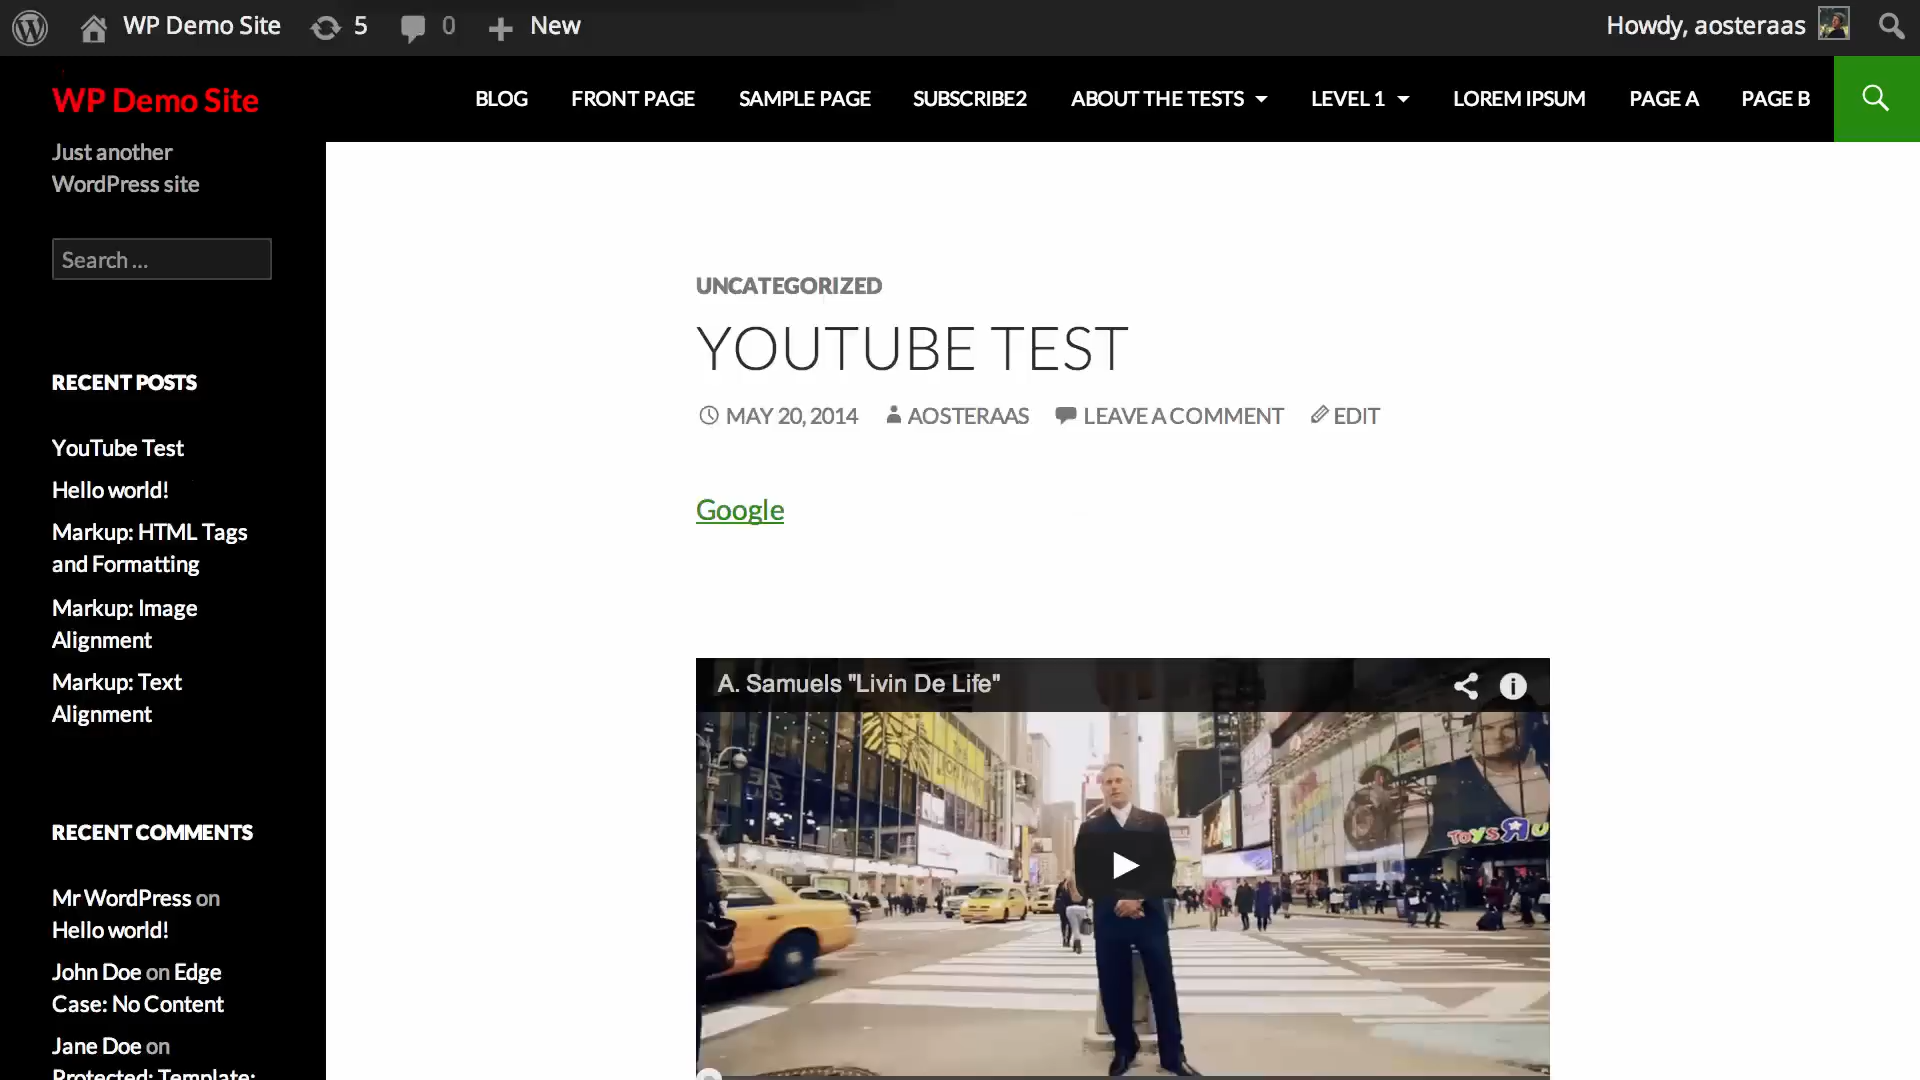 WP Demo Site
5
0
New
Howdy, aosteraas
WP Demo Site
BLOG
FRONT PAGE
SAMPLE PAGE
SUBSCRIBE2
ABOUT THE TESTS
LEVEL 1
LOREM IPSUM
PAGE A
PAGE B
Just another
WordPress site
Search ...
RECENT POSTS
YouTube Test
Hello world!
Markup: HTML Tags
and Formatting
Markup: Image
Alignment
Markup: Text
Alignment
RECENT COMMENTS
Mr WordPress on
Hello world!
John Doe on Edge
Case: No Content
Jane Doe on
Protected: Template:
UNCATEGORIZED
YOUTUBE TEST
MAY 20, 2014
AOSTERAAS
LEAVE A COMMENT
EDIT
Google
A. Samuels "Livin De Life"
TOYS R U